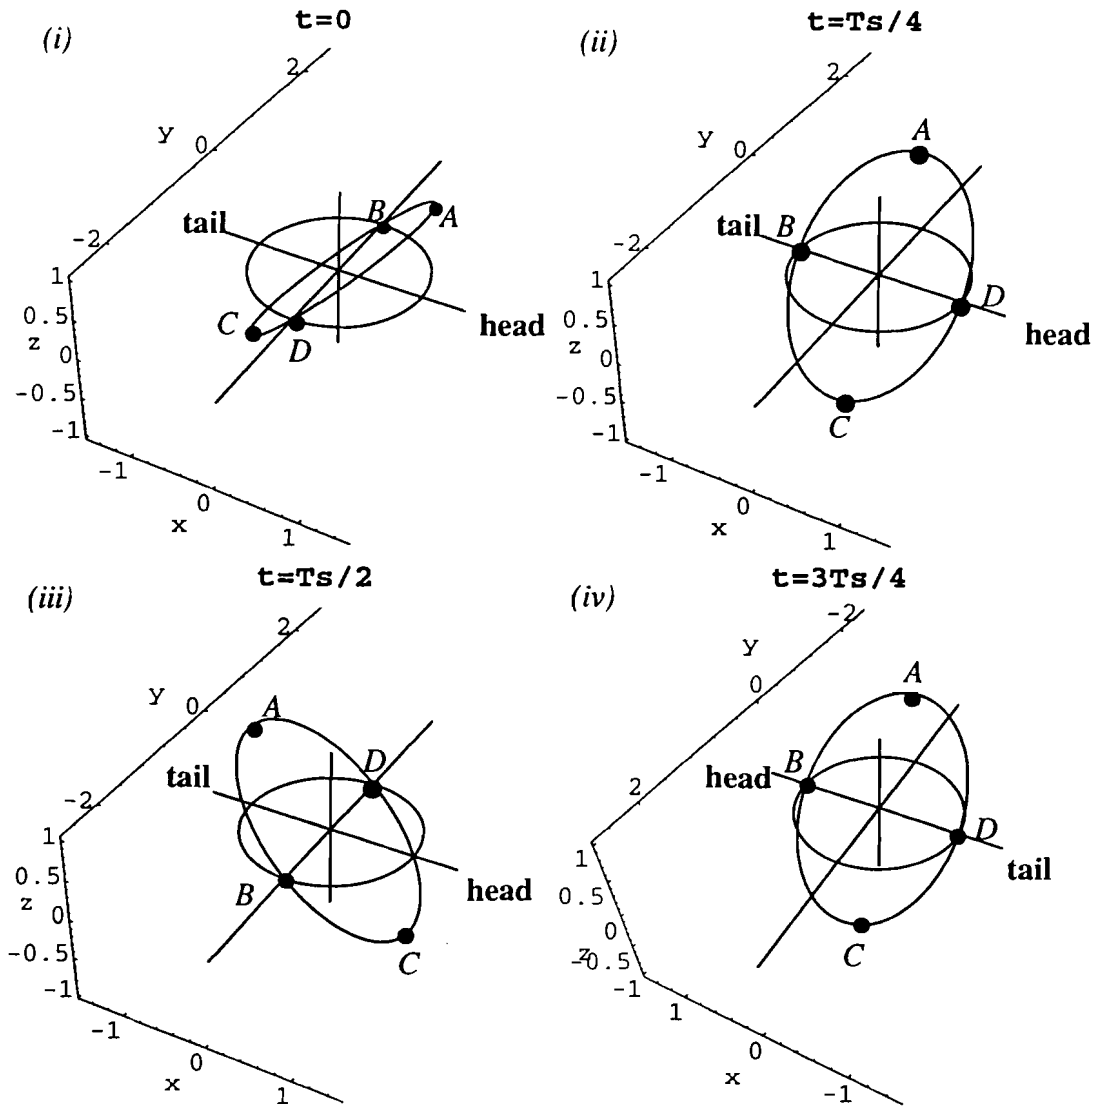 (i)
t=0
2
y
0
-2
tail
B
A
C
D
head
1
0.5
z
0
-0.5
-1
-1
0
x
1
(ii)
t=Ts/4
2
y
0
-2
A
tail
B
D
head
C
1
0.5
z
0
-0.5
-1
-1
0
x
1
(iii)
t=Ts/2
2
y
0
-2
A
D
tail
B
head
C
1
0.5
z
0
-0.5
-1
-1
0
x
1
(iv)
t=3Ts/4
-2
y
0
2
A
head
B
D
tail
C
1
0.5
0
z
-0.5
-1
1
0
x
-1